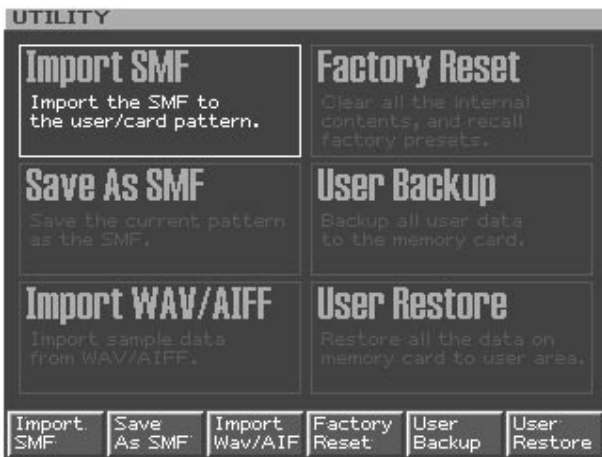 UTILITY
Import SMF
Import the SMF to
the user/card pattern.
Factory Reset
Clear all the internal
contents, and recall
factory presets.
Save As SMF
Save the current pattern
as the SMF.
User Backup
Backup all user data
to the memory card.
Import WAV/AIFF
Import sample data
from WAV/AIFF.
User Restore
Restore all the data on
memory card to user area.
Import SMF
Save As SMF
Import Wav/AIF
Factory Reset
User Backup
User Restore